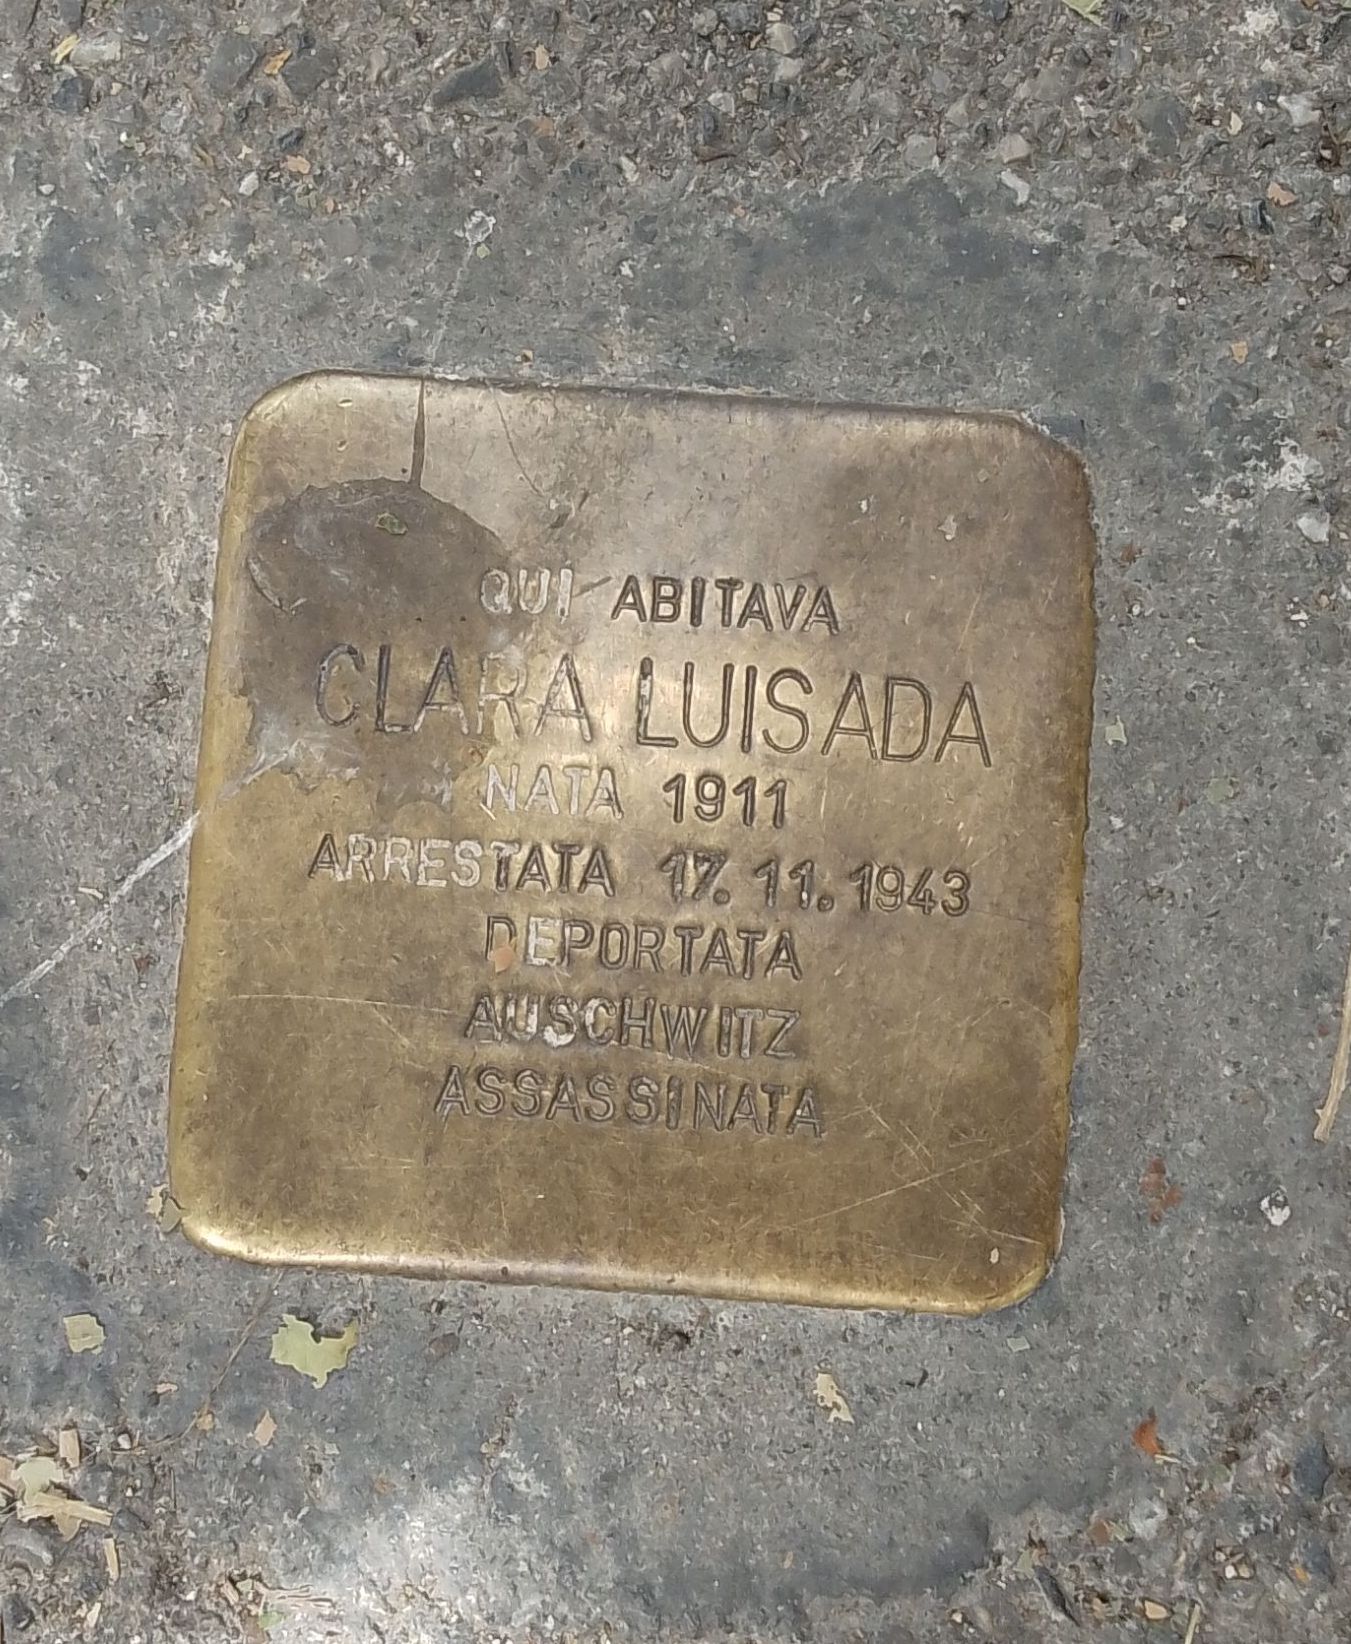 QUI ABITAVA
CLARA LUISADA
NATA 1911
ARRESTATA 17.11.1943
DEPORTATA
AUSCHWITZ
ASSASSINATA